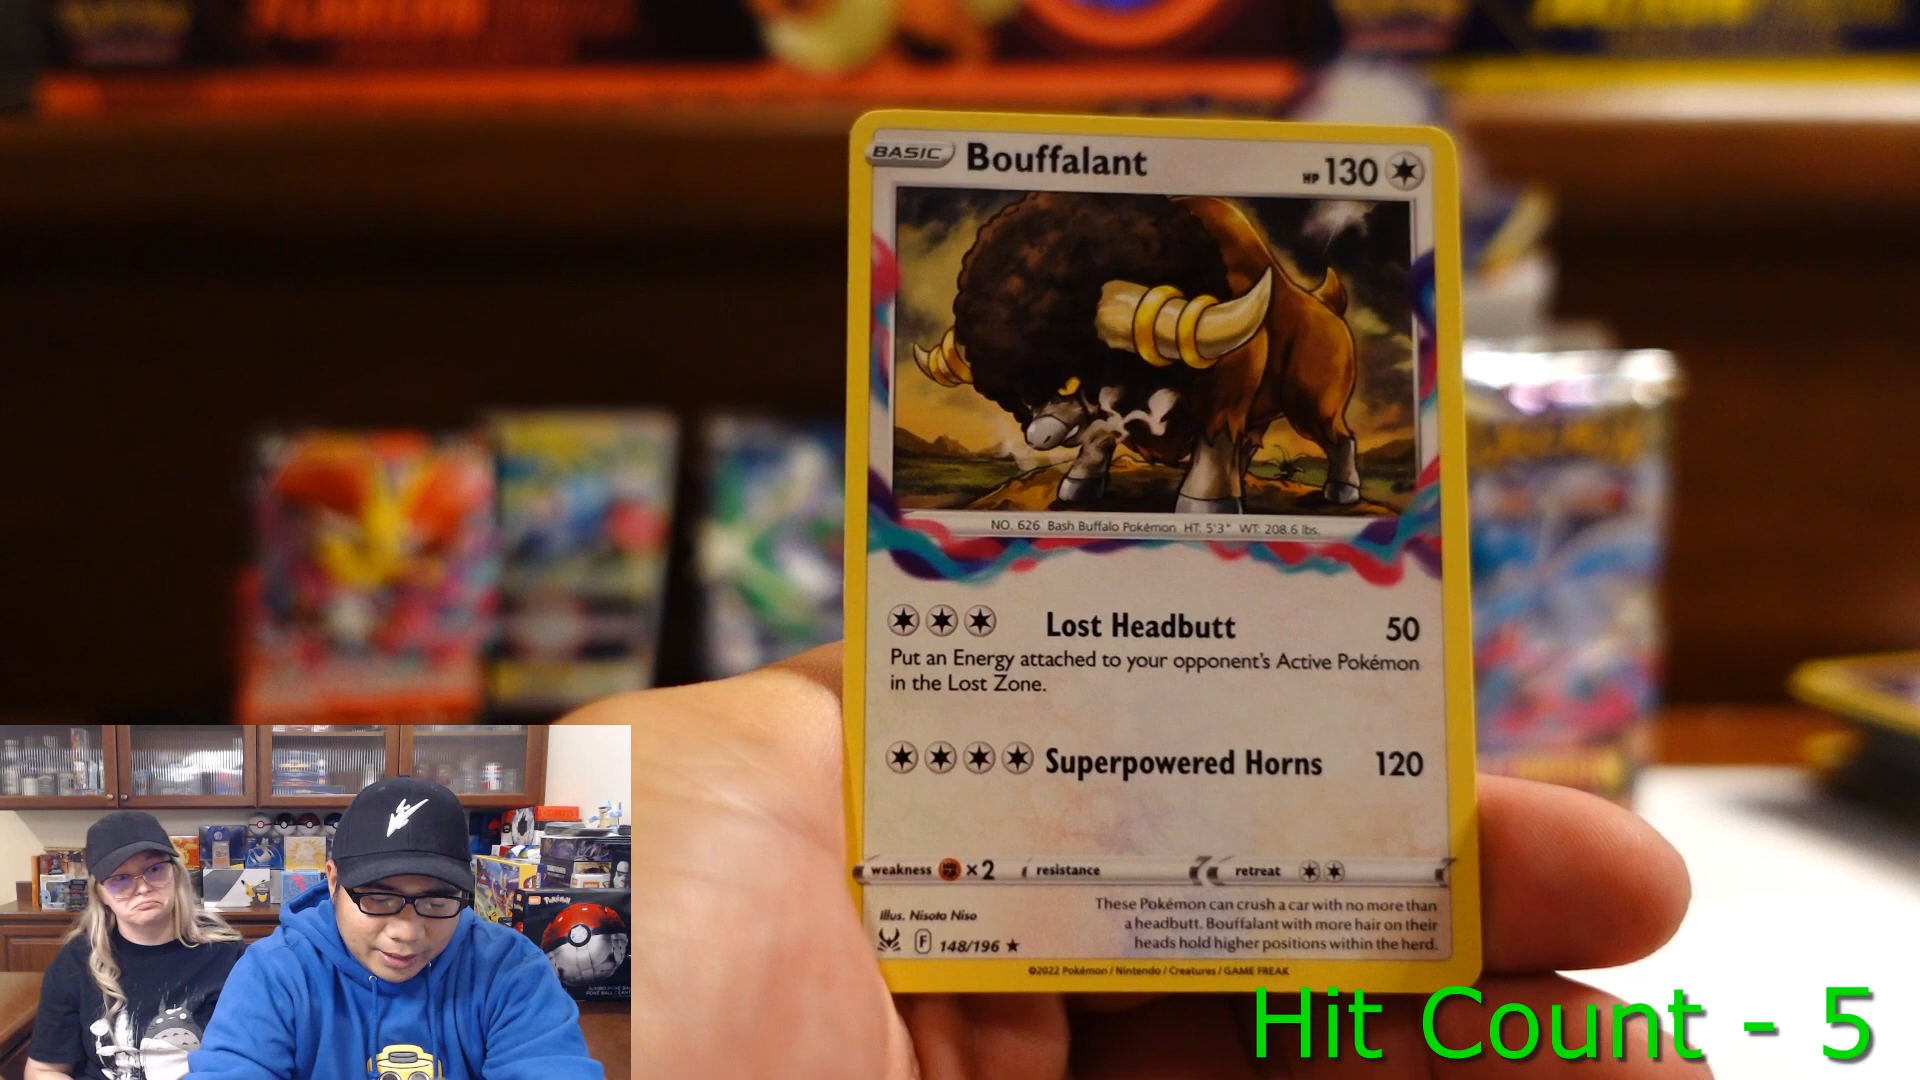 BASIC Bouffalant HP 130
NO. 626 Bash Buffalo Pokémon HT: 5'3" WT: 208.6 lbs.
Lost Headbutt 50
Put an Energy attached to your opponent's Active Pokémon
in the Lost Zone.
Superpowered Horns 120
weakness ×2 resistance retreat
These Pokémon can crush a car with no more than
a headbutt. Bouffalant with more hair on their
heads hold higher positions within the herd.
Illus. Nisota Niso
F 148/196 ★
©2022 Pokémon / Nintendo / Creatures / GAME FREAK
Hit Count - 5
Pokémon